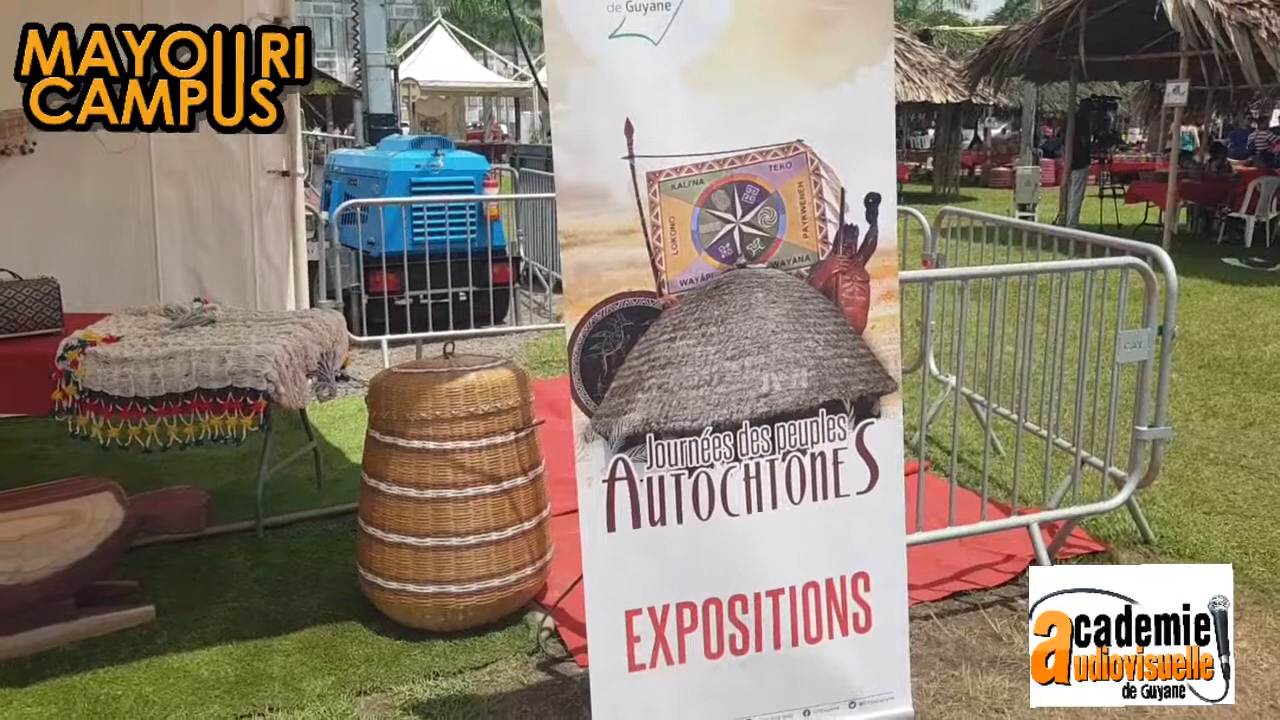 MAYOURI
CAMPUS
de Guyane
KALI'NA
TEKO
LOKONO
PAYKWENEH
WAYÃPI
WAYANA
Journées des peuples
AUTOCHTONES
EXPOSITIONS
CAY
academie
audiovisuelle
de Guyane